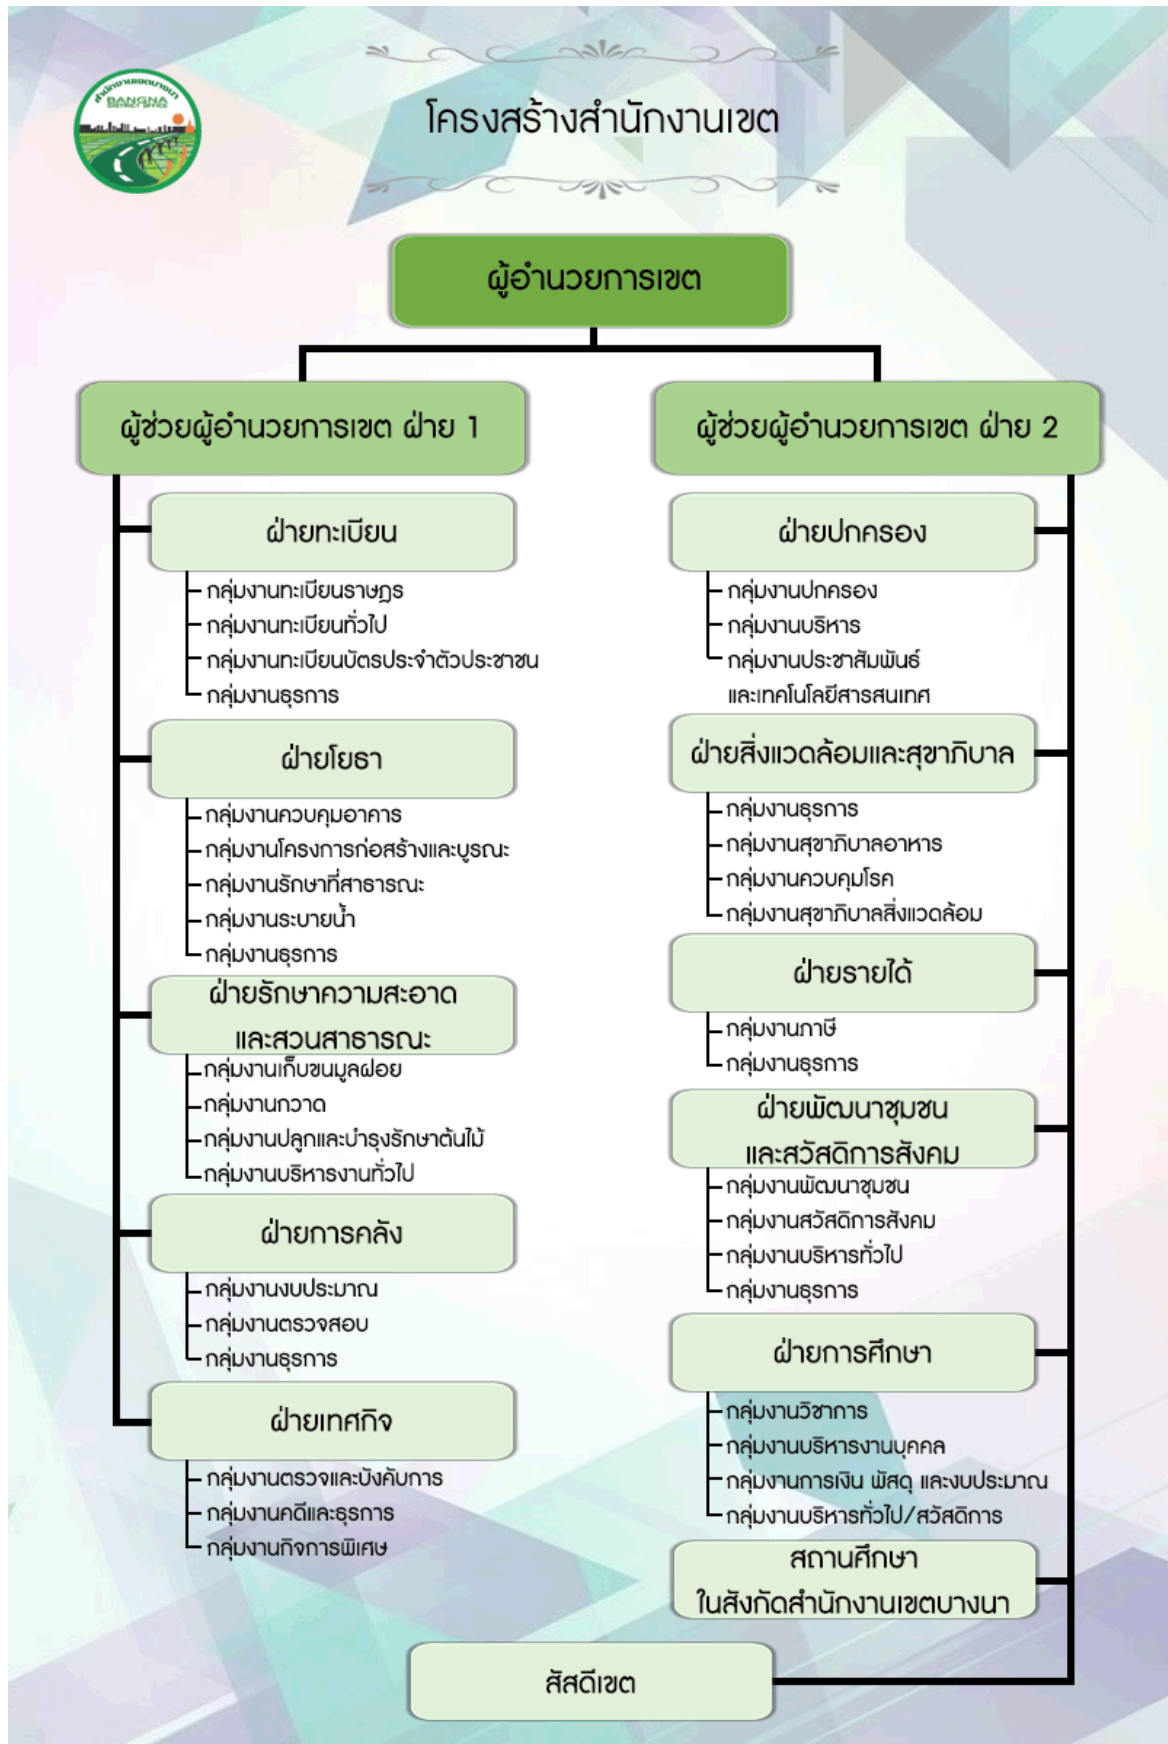 สำนักงานเขตบางนา
BANGNA
DISTRICT OFFICE
โครงสร้างสำนักงานเขต
ผู้อำนวยการเขต
ผู้ช่วยผู้อำนวยการเขต ฝ่าย 1
ฝ่ายทะเบียน
กลุ่มงานทะเบียนราษฎร
กลุ่มงานทะเบียนทั่วไป
กลุ่มงานทะเบียนบัตรประจำตัวประชาชน
กลุ่มงานธุรการ
ฝ่ายโยธา
กลุ่มงานควบคุมอาคาร
กลุ่มงานโครงการก่อสร้างและบูรณะ
กลุ่มงานรักษาที่สาธารณะ
กลุ่มงานระบายน้ำ
กลุ่มงานธุรการ
ฝ่ายรักษาความสะอาด
และสวนสาธารณะ
กลุ่มงานเก็บขนมูลฝอย
กลุ่มงานกวาด
กลุ่มงานปลูกและบำรุงรักษาต้นไม้
กลุ่มงานบริหารงานทั่วไป
ฝ่ายการคลัง
กลุ่มงานงบประมาณ
กลุ่มงานตรวจสอบ
กลุ่มงานธุรการ
ฝ่ายเทศกิจ
กลุ่มงานตรวจและบังคับการ
กลุ่มงานคดีและธุรการ
กลุ่มงานกิจการพิเศษ
ผู้ช่วยผู้อำนวยการเขต ฝ่าย 2
ฝ่ายปกครอง
กลุ่มงานปกครอง
กลุ่มงานบริหาร
กลุ่มงานประชาสัมพันธ์
และเทคโนโลยีสารสนเทศ
ฝ่ายสิ่งแวดล้อมและสุขาภิบาล
กลุ่มงานธุรการ
กลุ่มงานสุขาภิบาลอาหาร
กลุ่มงานควบคุมโรค
กลุ่มงานสุขาภิบาลสิ่งแวดล้อม
ฝ่ายรายได้
กลุ่มงานภาษี
กลุ่มงานธุรการ
ฝ่ายพัฒนาชุมชน
และสวัสดิการสังคม
กลุ่มงานพัฒนาชุมชน
กลุ่มงานสวัสดิการสังคม
กลุ่มงานบริหารทั่วไป
กลุ่มงานธุรการ
ฝ่ายการศึกษา
กลุ่มงานวิชาการ
กลุ่มงานบริหารงานบุคคล
กลุ่มงานการเงิน พัสดุ และงบประมาณ
กลุ่มงานบริหารทั่วไป/สวัสดิการ
สถานศึกษา
ในสังกัดสำนักงานเขตบางนา
สัสดีเขต